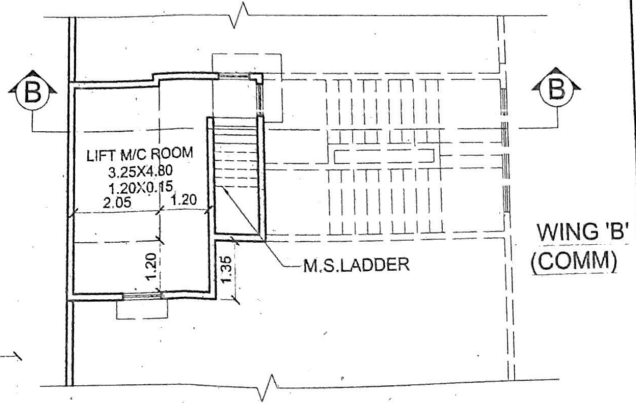 B
B
LIFT M/C ROOM
3.25X4.80
1.20X0.15
2.05
1.20
WING 'B'
(COMM)
1.20
1.35
M.S.LADDER